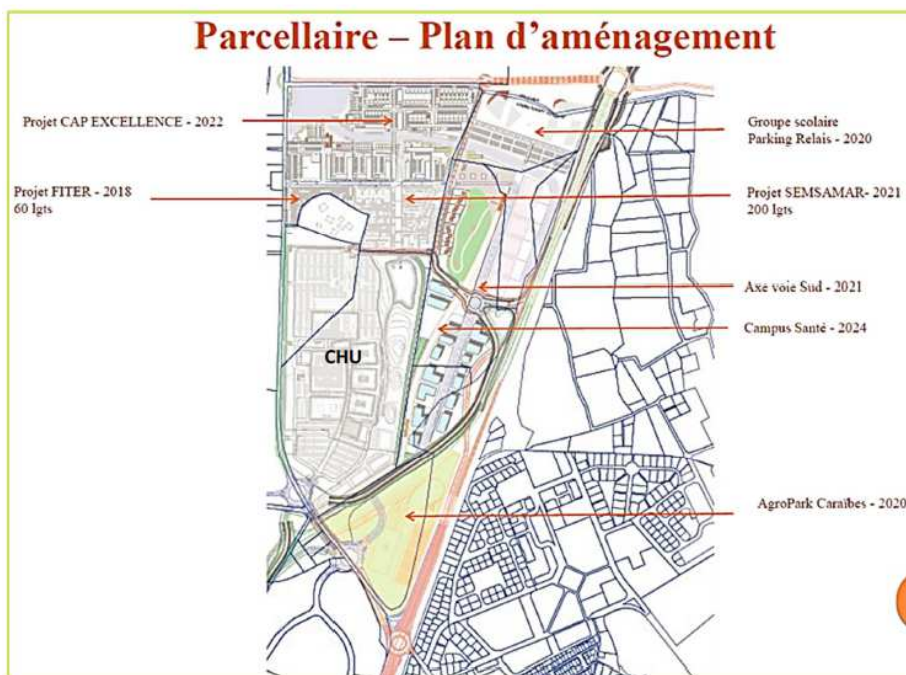 Parcellaire – Plan d'aménagement
Projet CAP EXCELLENCE - 2022
Groupe scolaire
Parking Relais - 2020
Projet FITER - 2018
60 lgts
Projet SEMSAMAR- 2021
200 lgts
Axe voie Sud - 2021
Campus Santé - 2024
CHU
AgroPark Caraïbes - 2020